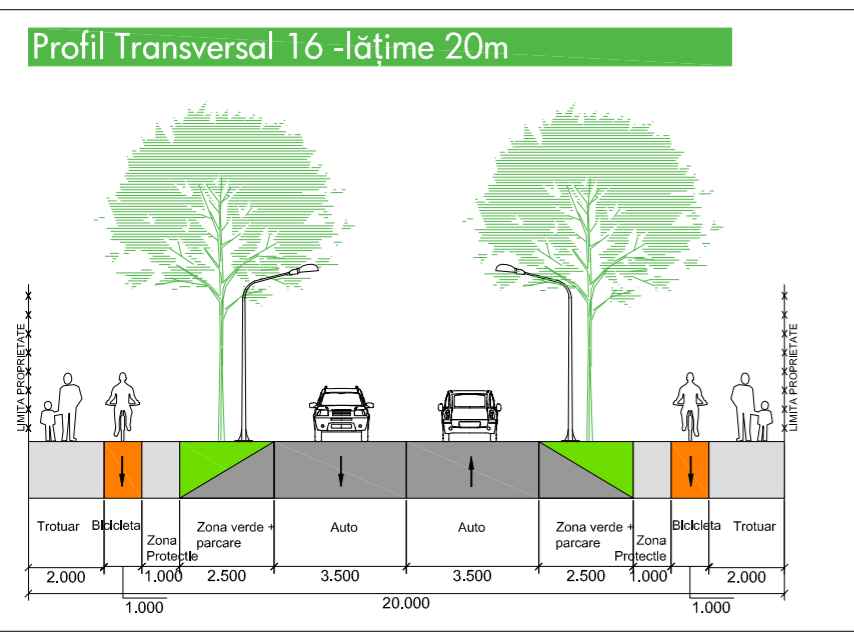 Profil Transversal 16 -lățime 20m
LIMITA PROPRIETATE
LIMITA PROPRIETATE
Trotuar
Bicicleta
Zona
Protectie
Zona verde +
parcare
Auto
Auto
Zona verde +
parcare
Zona
Protectie
Bicicleta
Trotuar
2.000
1.000
2.500
3.500
3.500
2.500
1.000
2.000
1.000
20.000
1.000